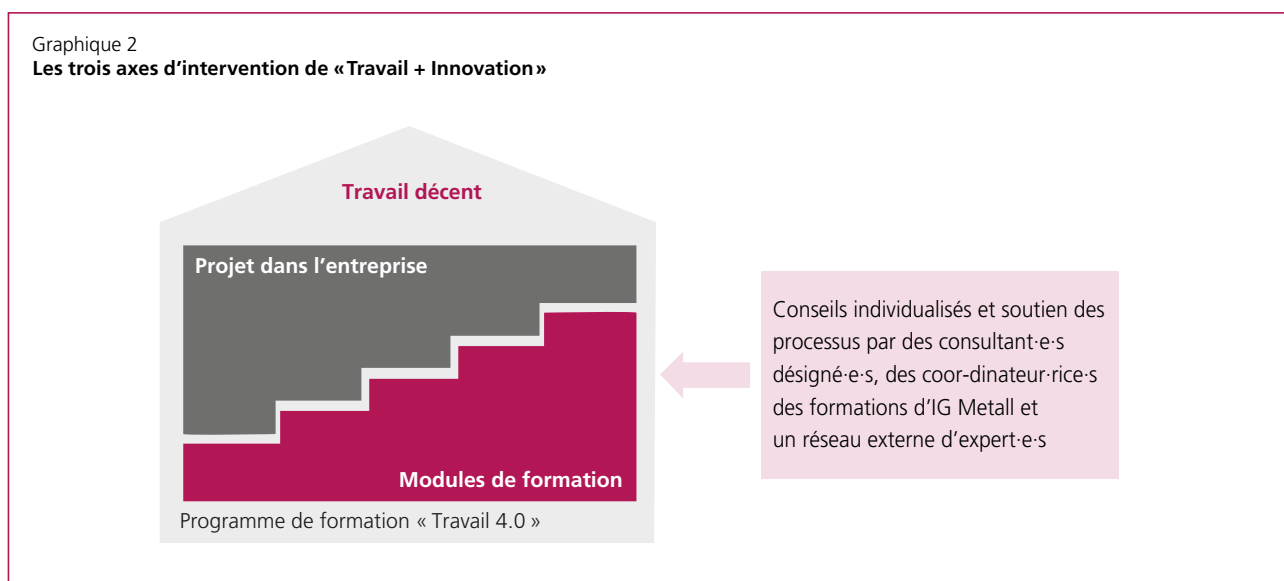 Graphique 2
Les trois axes d’intervention de «Travail + Innovation»
Travail décent
Projet dans l’entreprise
Modules de formation
Programme de formation « Travail 4.0 »
Conseils individualisés et soutien des
processus par des consultant·e·s
désigné·e·s, des coor-dinateur·rice·s
des formations d’IG Metall et
un réseau externe d’expert·e·s